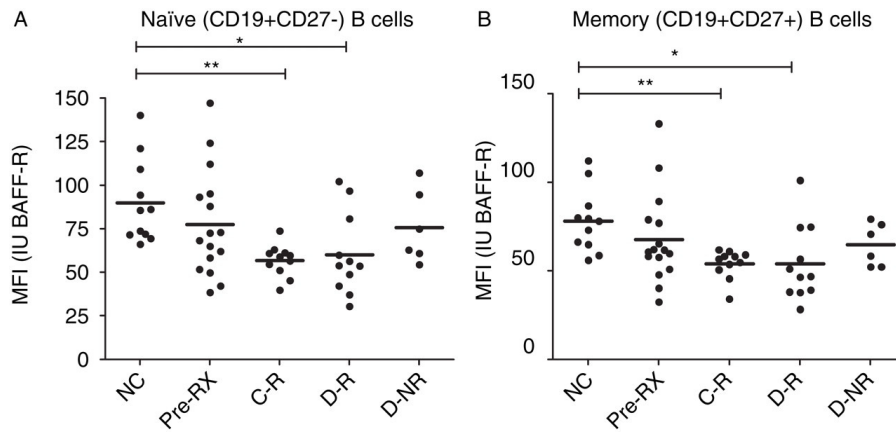 A
Naïve (CD19+CD27-) B cells
*
**
MFI (IU BAFF-R)
150
125
100
75
50
25
0
NC
Pre-RX
C-R
D-R
D-NR
B
Memory (CD19+CD27+) B cells
*
**
MFI (IU BAFF-R)
150
100
50
0
NC
Pre-RX
C-R
D-R
D-NR